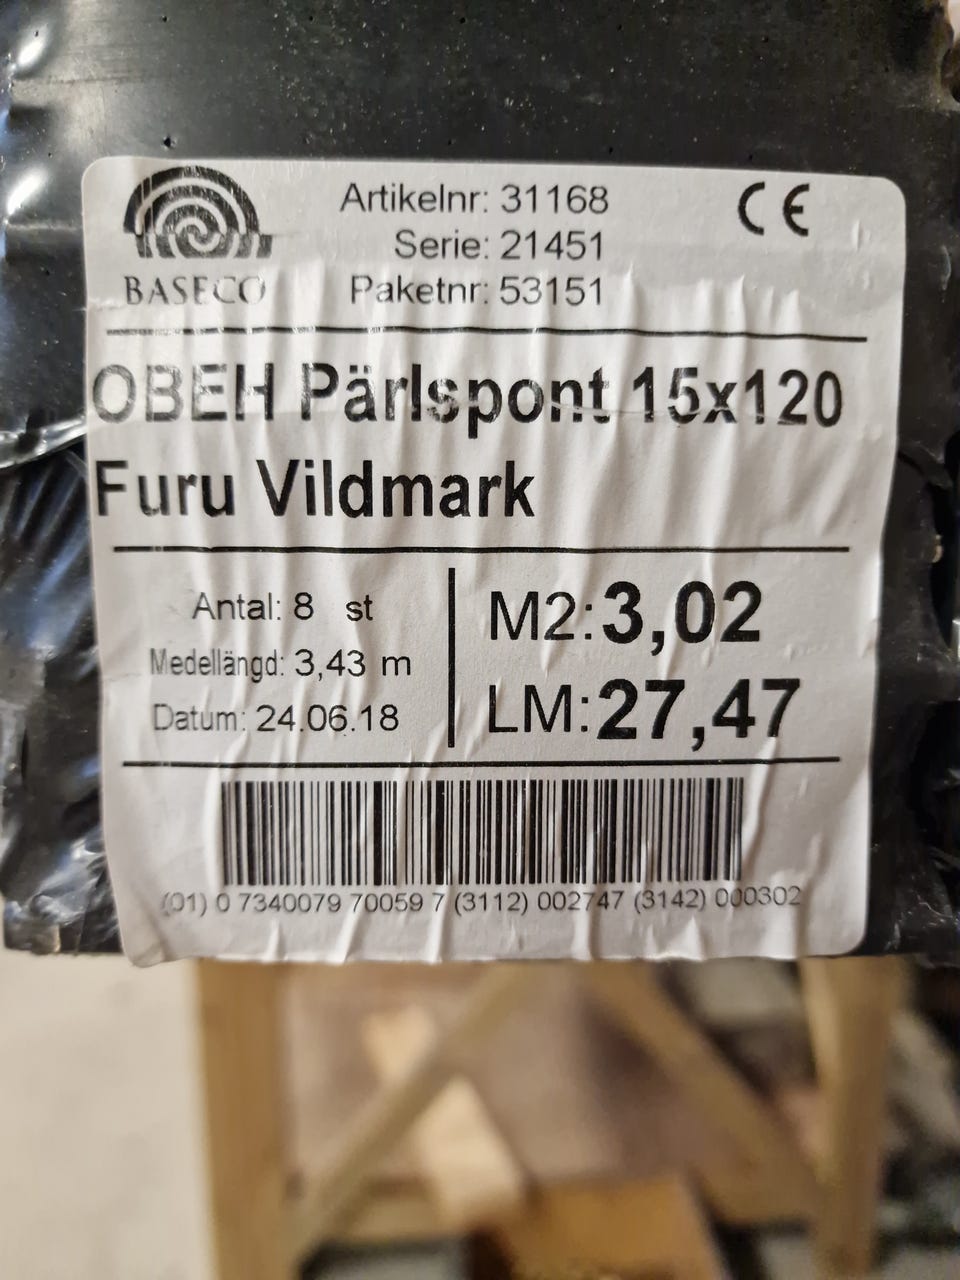 BASECO
Artikelnr: 31168
Serie: 21451
Paketnr: 53151
CE
OBEH Pärlspont 15x120
Furu Vildmark
Antal: 8 st
Medellängd: 3,43 m
Datum: 24.06.18
M2:3,02
LM:27,47
(01) 0 7340079 70059 7 (3112) 002747 (3142) 000302